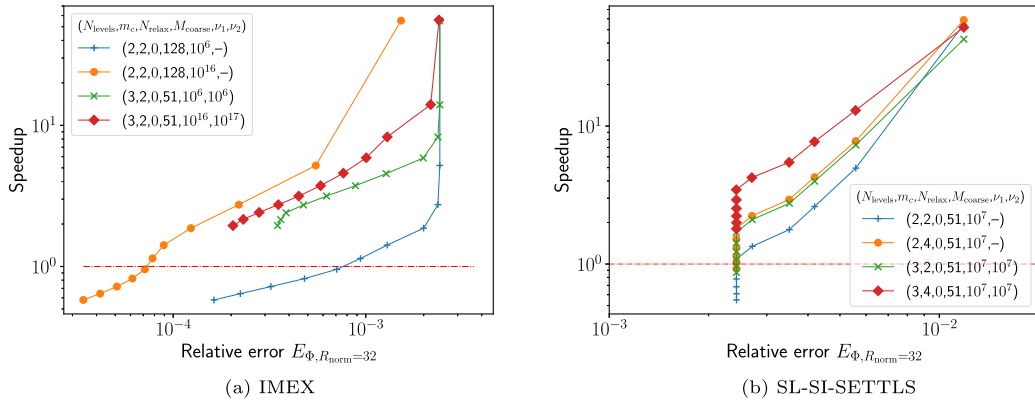 (N_levels,m_c,N_relax,M_coarse,ν_1,ν_2)
(2,2,0,128,10^6,–)
(2,2,0,128,10^16,–)
(3,2,0,51,10^6,10^6)
(3,2,0,51,10^16,10^17)
Speedup
10^1
10^0
10^-4
10^-3
Relative error E_Φ,R_norm=32
(a) IMEX
Speedup
10^1
10^0
(N_levels,m_c,N_relax,M_coarse,ν_1,ν_2)
(2,2,0,51,10^7,–)
(2,4,0,51,10^7,–)
(3,2,0,51,10^7,10^7)
(3,4,0,51,10^7,10^7)
10^-3
10^-2
Relative error E_Φ,R_norm=32
(b) SL-SI-SETTLS